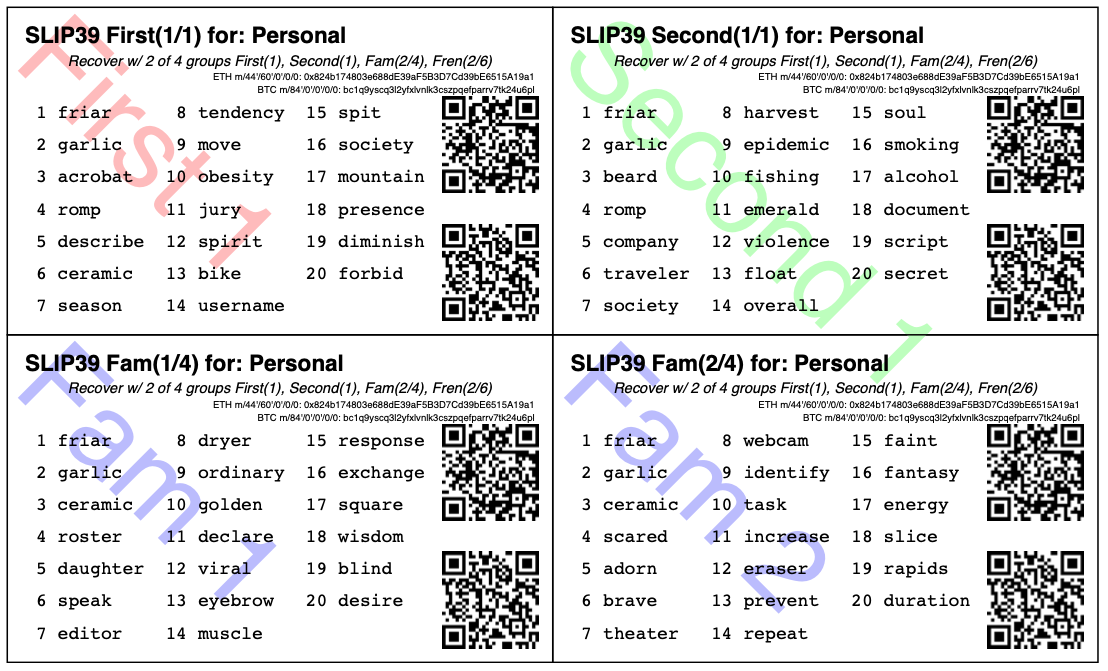 SLIP39 First(1/1) for: Personal
Recover w/ 2 of 4 groups First(1), Second(1), Fam(2/4), Fren(2/6)
ETH m/44'/60'/0'/0/0: 0x824b174803e688dE39aF5B3D7Cd39bE6515A19a1
BTC m/84'/0'/0'/0/0: bc1q9yscq3l2yfxlvnlk3cszpqefparrv7tk24u6pl
1 friar 8 tendency 15 spit
2 garlic 9 move 16 society
3 acrobat 10 obesity 17 mountain
4 romp 11 jury 18 presence
5 describe 12 spirit 19 diminish
6 ceramic 13 bike 20 forbid
7 season 14 username
First 1
SLIP39 Second(1/1) for: Personal
Recover w/ 2 of 4 groups First(1), Second(1), Fam(2/4), Fren(2/6)
ETH m/44'/60'/0'/0/0: 0x824b174803e688dE39aF5B3D7Cd39bE6515A19a1
BTC m/84'/0'/0'/0/0: bc1q9yscq3l2yfxlvnlk3cszpqefparrv7tk24u6pl
1 friar 8 harvest 15 soul
2 garlic 9 epidemic 16 smoking
3 beard 10 fishing 17 alcohol
4 romp 11 emerald 18 document
5 company 12 violence 19 script
6 traveler 13 float 20 secret
7 society 14 overall
Second 1
SLIP39 Fam(1/4) for: Personal
Recover w/ 2 of 4 groups First(1), Second(1), Fam(2/4), Fren(2/6)
ETH m/44'/60'/0'/0/0: 0x824b174803e688dE39aF5B3D7Cd39bE6515A19a1
BTC m/84'/0'/0'/0/0: bc1q9yscq3l2yfxlvnlk3cszpqefparrv7tk24u6pl
1 friar 8 dryer 15 response
2 garlic 9 ordinary 16 exchange
3 ceramic 10 golden 17 square
4 roster 11 declare 18 wisdom
5 daughter 12 viral 19 blind
6 speak 13 eyebrow 20 desire
7 editor 14 muscle
Fam 1
SLIP39 Fam(2/4) for: Personal
Recover w/ 2 of 4 groups First(1), Second(1), Fam(2/4), Fren(2/6)
ETH m/44'/60'/0'/0/0: 0x824b174803e688dE39aF5B3D7Cd39bE6515A19a1
BTC m/84'/0'/0'/0/0: bc1q9yscq3l2yfxlvnlk3cszpqefparrv7tk24u6pl
1 friar 8 webcam 15 faint
2 garlic 9 identify 16 fantasy
3 ceramic 10 task 17 energy
4 scared 11 increase 18 slice
5 adorn 12 eraser 19 rapids
6 brave 13 prevent 20 duration
7 theater 14 repeat
Fam 2